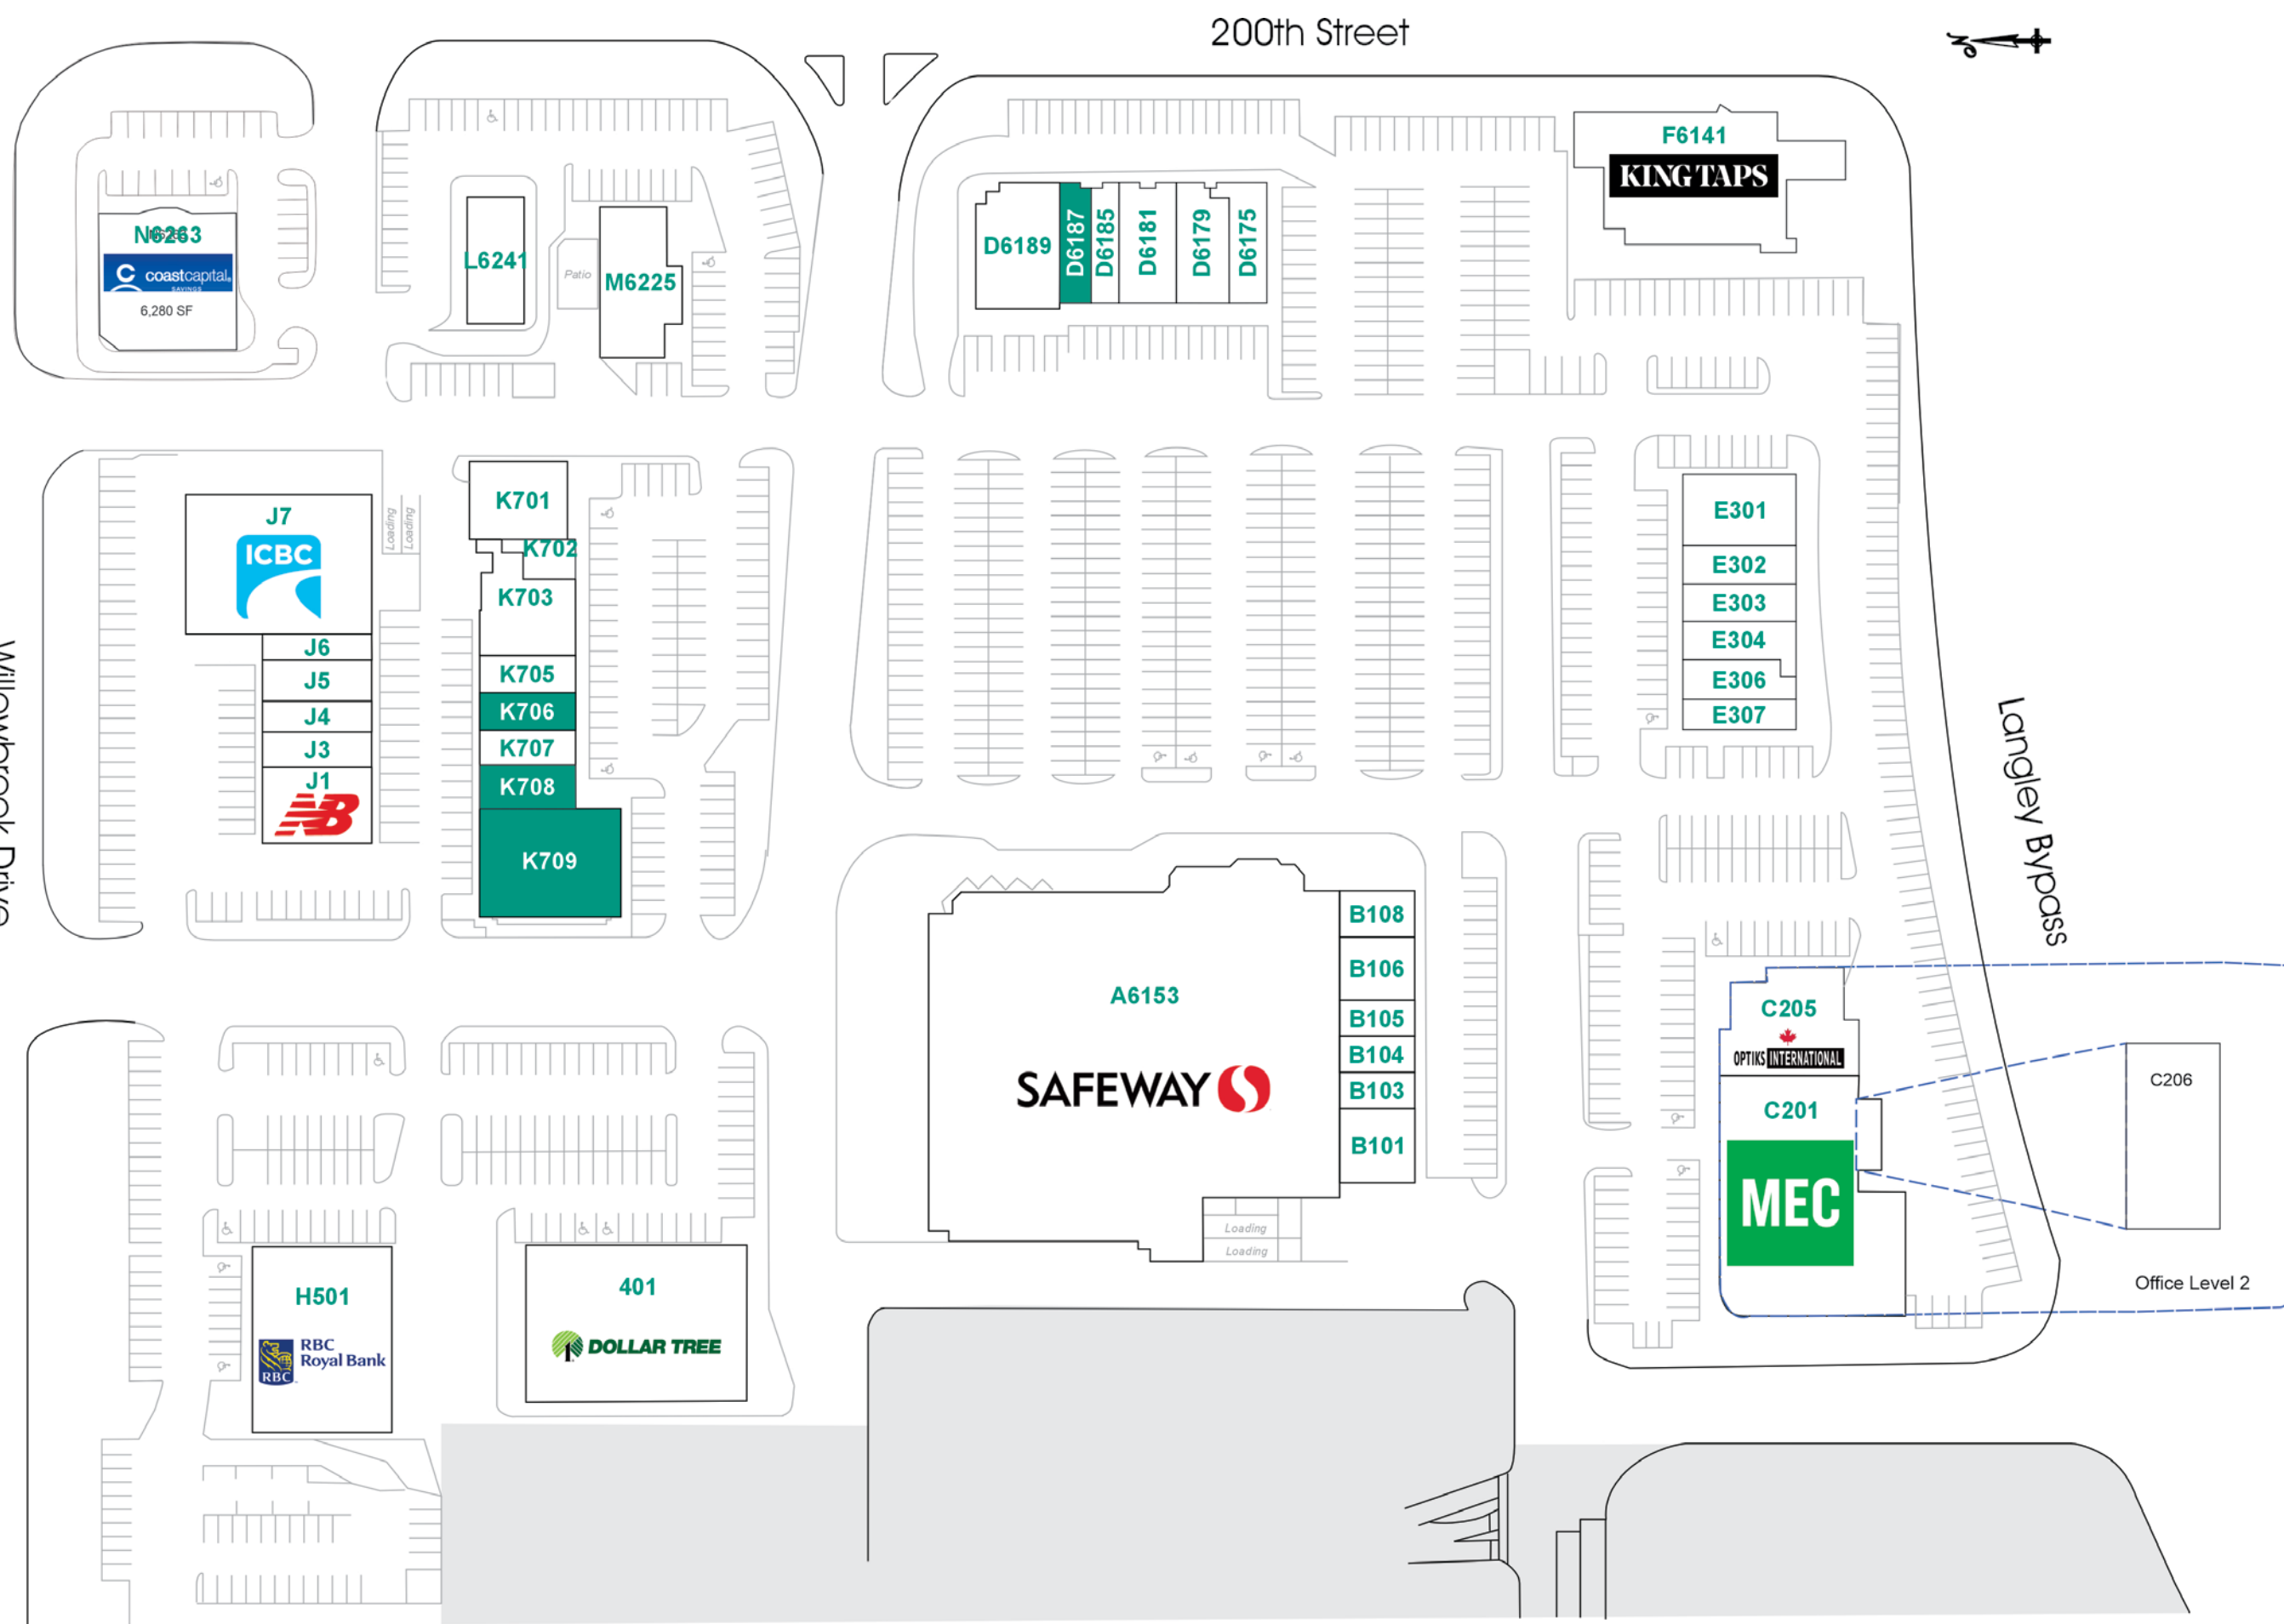 200th Street
N
F6141
KING TAPS
N6263
coastcapital
SAVINGS
6,280 SF
L6241
Patio
M6225
D6189
D6187
D6185
D6181
D6179
D6175
J7
ICBC
Loading
Loading
J6
J5
J4
J3
J1
NB
K701
K702
K703
K705
K706
K707
K708
K709
E301
E302
E303
E304
E306
E307
Willowbrook Drive
Langley Bypass
A6153
SAFEWAY
B108
B106
B105
B104
B103
B101
Loading
Loading
C205
OPTIKS INTERNATIONAL
C201
MEC
C206
Office Level 2
H501
RBC
Royal Bank
RBC
401
DOLLAR TREE